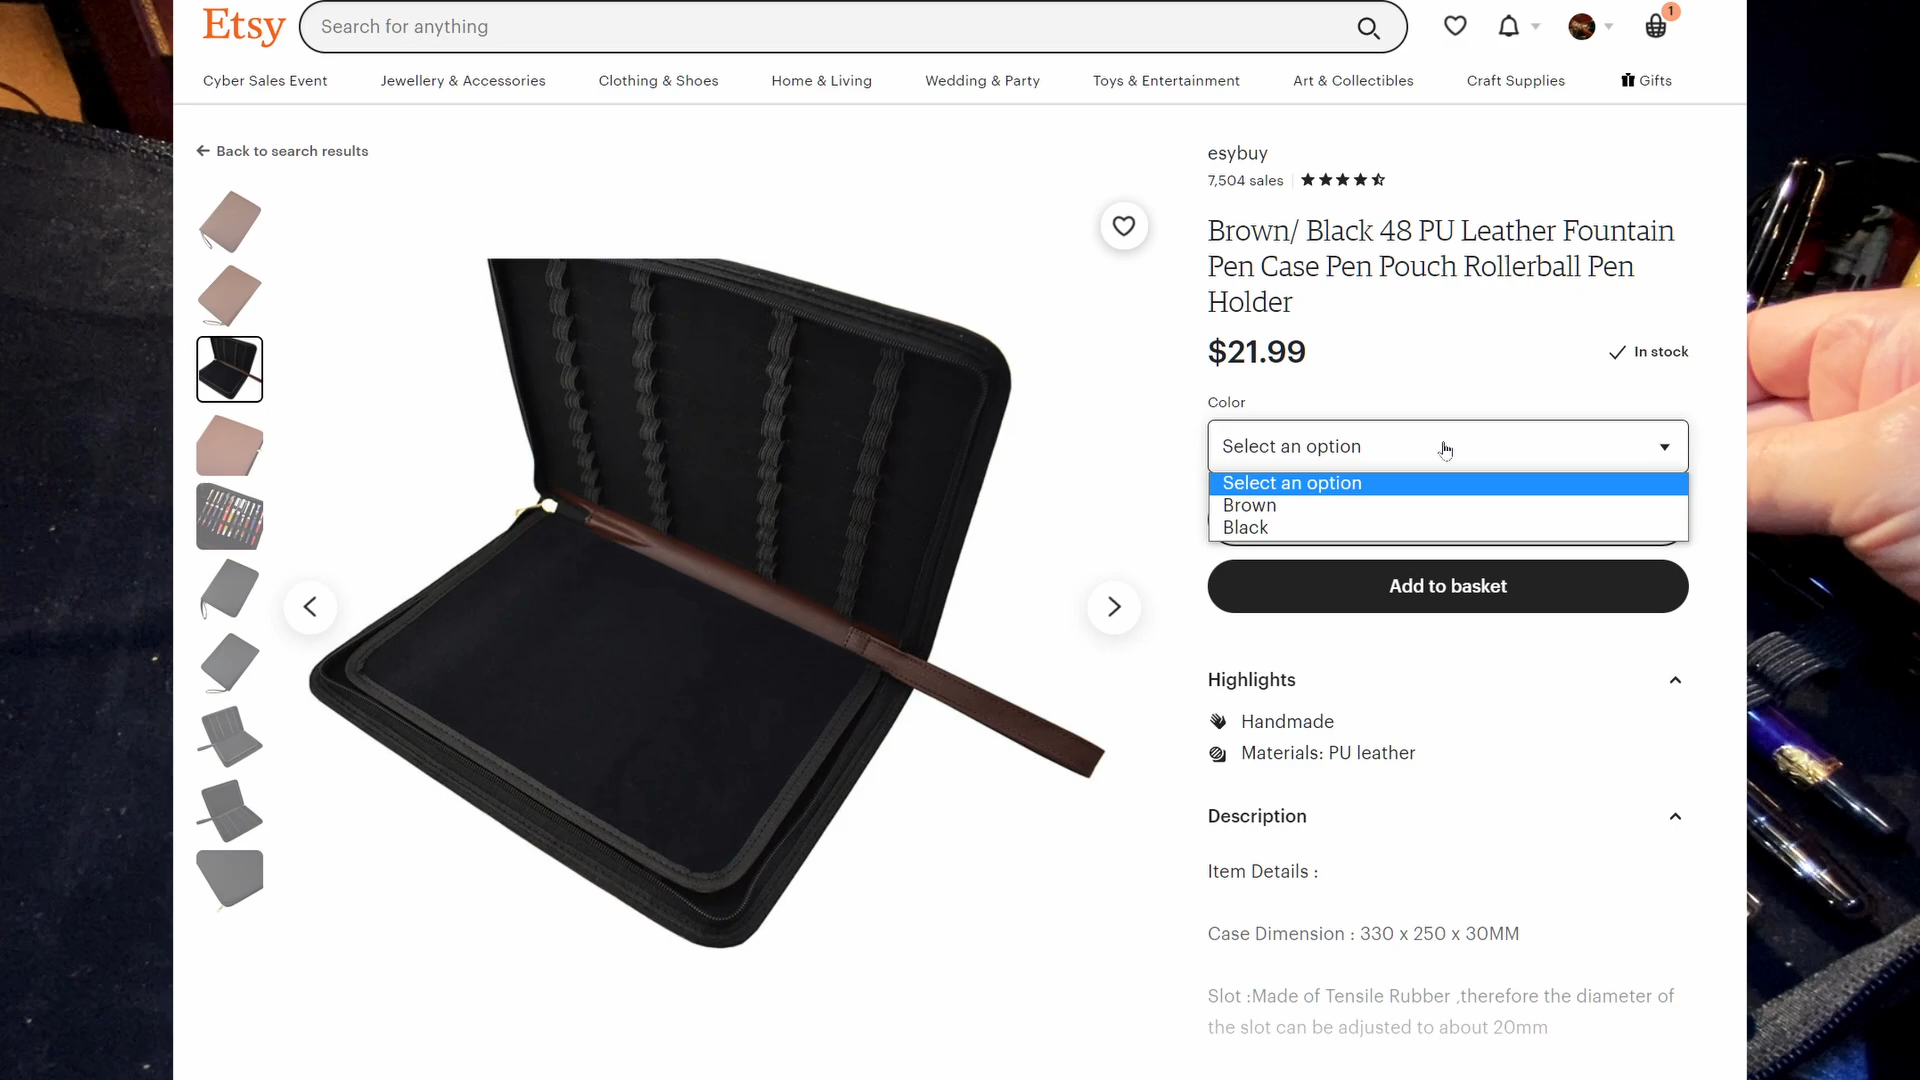 Etsy
Search for anything
1
Cyber Sales Event
Jewellery & Accessories
Clothing & Shoes
Home & Living
Wedding & Party
Toys & Entertainment
Art & Collectibles
Craft Supplies
Gifts
Back to search results
esybuy
7,504 sales
Brown/ Black 48 PU Leather Fountain
Pen Case Pen Pouch Rollerball Pen
Holder
$21.99
In stock
Color
Select an option
Select an option
Brown
Black
Add to basket
Highlights
Handmade
Materials: PU leather
Description
Item Details :
Case Dimension : 330 x 250 x 30MM
Slot :Made of Tensile Rubber ,therefore the diameter of
the slot can be adjusted to about 20mm